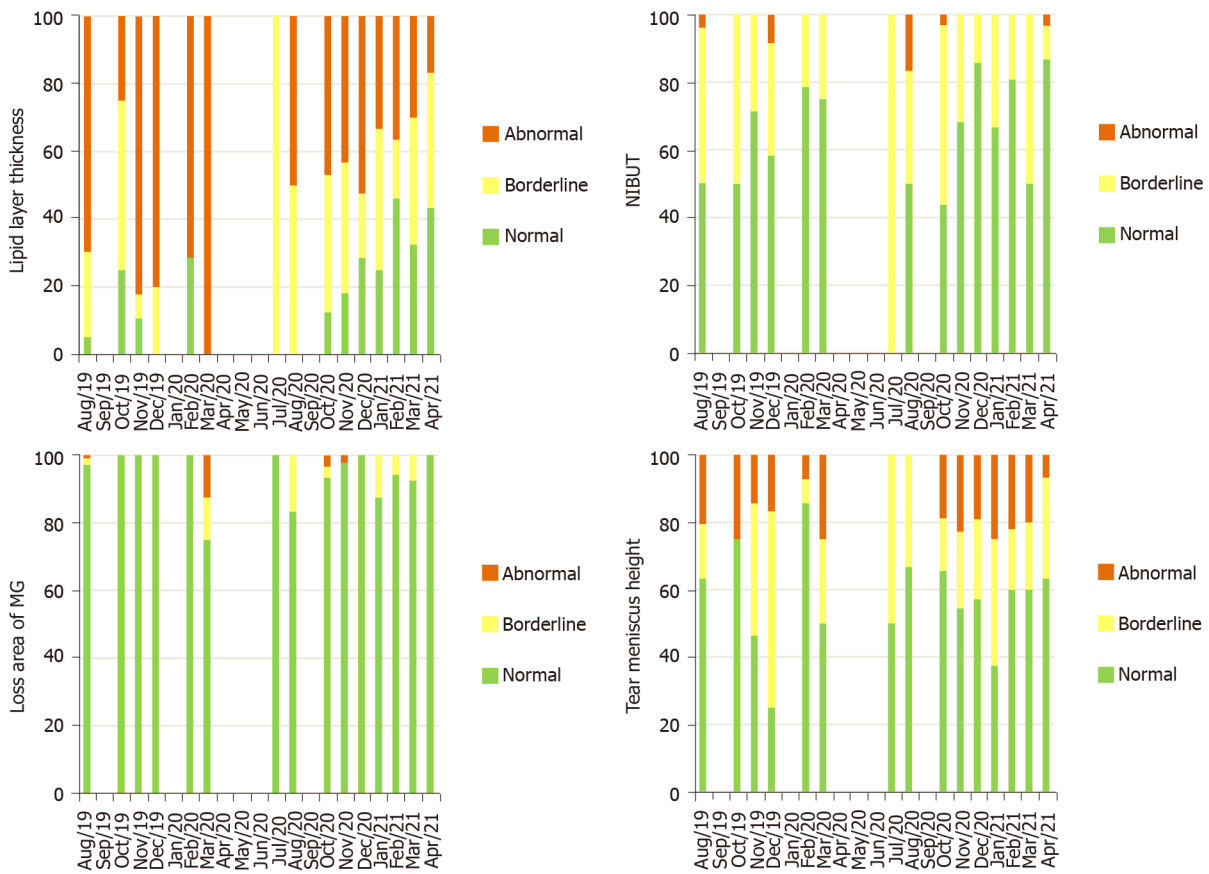 100
80
60
40
20
0
Lipid layer thickness
Aug/19
Sep/19
Oct/19
Nov/19
Dec/19
Jan/20
Feb/20
Mar/20
Apr/20
May/20
Jun/20
Jul/20
Aug/20
Sep/20
Oct/20
Nov/20
Dec/20
Jan/21
Feb/21
Mar/21
Apr/21
Abnormal
Borderline
Normal
100
80
60
40
20
0
NIBUT
Aug/19
Sep/19
Oct/19
Nov/19
Dec/19
Jan/20
Feb/20
Mar/20
Apr/20
May/20
Jun/20
Jul/20
Aug/20
Sep/20
Oct/20
Nov/20
Dec/20
Jan/21
Feb/21
Mar/21
Apr/21
Abnormal
Borderline
Normal
100
80
60
40
20
0
Loss area of MG
Aug/19
Sep/19
Oct/19
Nov/19
Dec/19
Jan/20
Feb/20
Mar/20
Apr/20
May/20
Jun/20
Jul/20
Aug/20
Sep/20
Oct/20
Nov/20
Dec/20
Jan/21
Feb/21
Mar/21
Apr/21
Abnormal
Borderline
Normal
100
80
60
40
20
0
Tear meniscus height
Aug/19
Sep/19
Oct/19
Nov/19
Dec/19
Jan/20
Feb/20
Mar/20
Apr/20
May/20
Jun/20
Jul/20
Aug/20
Sep/20
Oct/20
Nov/20
Dec/20
Jan/21
Feb/21
Mar/21
Apr/21
Abnormal
Borderline
Normal